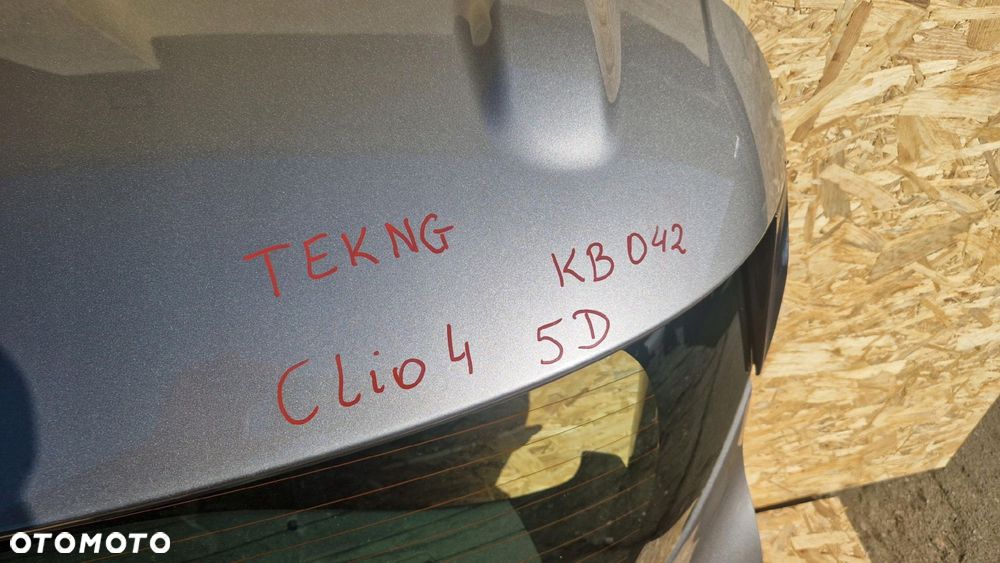 TEKNG KB042
Clio4 5D
OTOMOTO